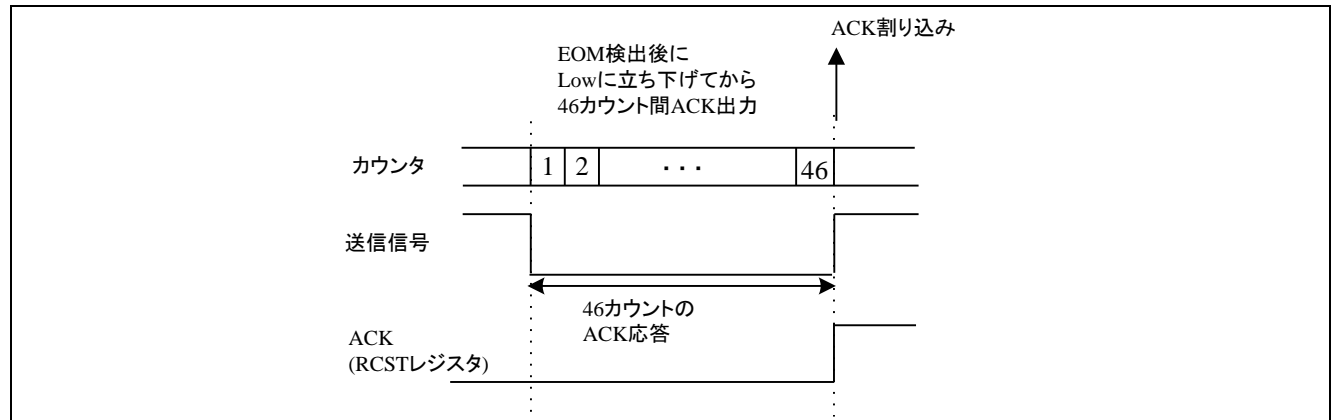 ACK割り込み
EOM検出後に
Lowに立ち下げてから
46カウント間ACK出力
カウンタ
1 2 ・・・ 46
送信信号
46カウントの
ACK応答
ACK
(RCSTレジスタ)